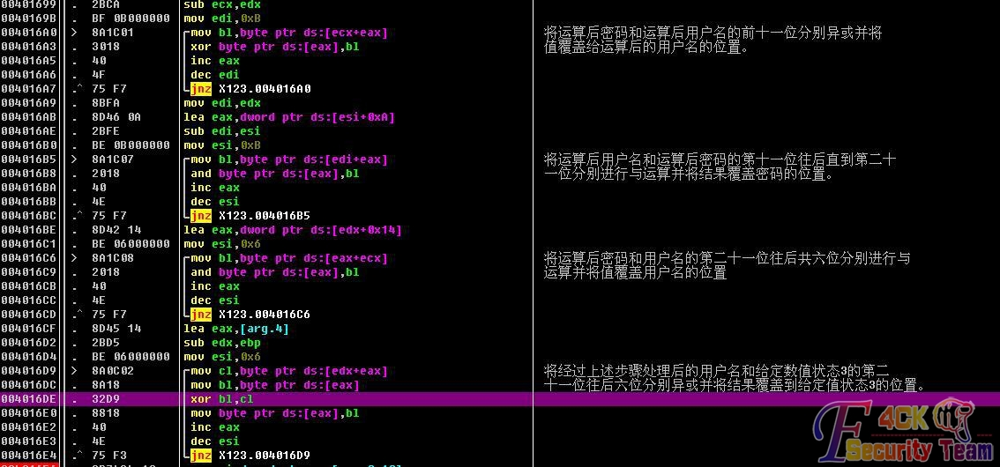 00401699 . 2BCA sub ecx,edx
0040169B . BF 0B000000 mov edi,0xB
004016A0 > 8A1C01 mov bl,byte ptr ds:[ecx+eax] 将运算后密码和运算后用户名的前十一位分别异或并将
004016A3 . 3018 xor byte ptr ds:[eax],bl 值覆盖给运算后的用户名的位置。
004016A5 . 40 inc eax
004016A6 . 4F dec edi
004016A7 .^ 75 F7 jnz X123.004016A0
004016A9 . 8BFA mov edi,edx
004016AB . 8D46 0A lea eax,dword ptr ds:[esi+0xA]
004016AE . 2BFE sub edi,esi
004016B0 . BE 0B000000 mov esi,0xB
004016B5 > 8A1C07 mov bl,byte ptr ds:[edi+eax] 将运算后用户名和运算后密码的第十一位往后直到第二十
004016B8 . 2018 and byte ptr ds:[eax],bl 一位分别进行与运算并将结果覆盖密码的位置。
004016BA . 40 inc eax
004016BB . 4E dec esi
004016BC .^ 75 F7 jnz X123.004016B5
004016BE . 8D42 14 lea eax,dword ptr ds:[edx+0x14]
004016C1 . BE 06000000 mov esi,0x6
004016C6 > 8A1C08 mov bl,byte ptr ds:[eax+ecx] 将运算后密码和用户名的第二十一位往后共六位分别进行与
004016C9 . 2018 and byte ptr ds:[eax],bl 运算并将值覆盖用户名的位置
004016CB . 40 inc eax
004016CC . 4E dec esi
004016CD .^ 75 F7 jnz X123.004016C6
004016CF . 8D45 14 lea eax,[arg.4]
004016D2 . 2BD5 sub edx,ebp
004016D4 . BE 06000000 mov esi,0x6
004016D9 > 8A0C02 mov cl,byte ptr ds:[edx+eax] 将经过上述步骤处理后的用户名和给定数值状态3的第二
004016DC . 8A18 mov bl,byte ptr ds:[eax] 十一位往后六位分别异或并将结果覆盖到给定值状态3的位置。
004016DE . 32D9 xor bl,cl
004016E0 . 8818 mov byte ptr ds:[eax],bl
004016E2 . 40 inc eax
004016E3 . 4E dec esi
004016E4 .^ 75 F3 jnz X123.004016D9
F4CK
Security Team